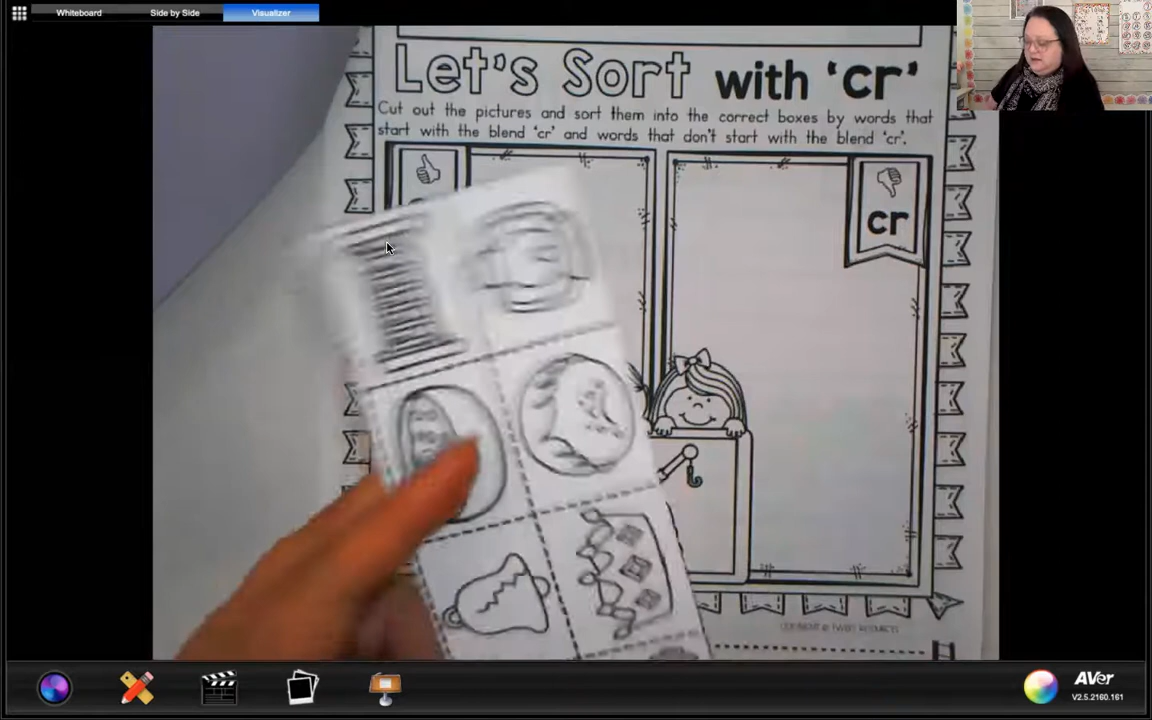 Whiteboard Side by Side Visualizer
Let's Sort with 'cr'
Cut out the pictures and sort them into the correct boxes by words that
start with the blend 'cr' and words that don't start with the blend 'cr'.
cr
AVer
V2.5.2160.161